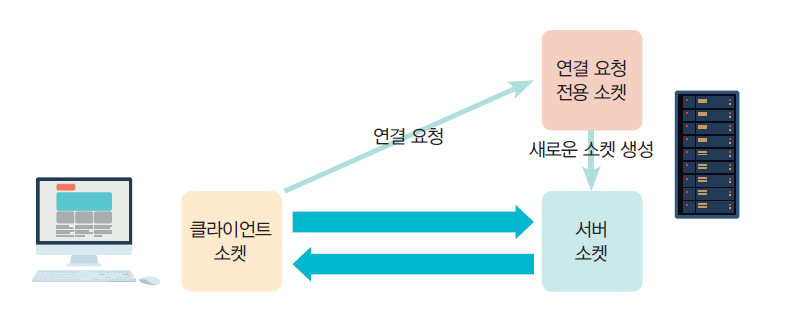 연결 요청
전용 소켓
연결 요청
새로운 소켓 생성
클라이언트
소켓
서버
소켓